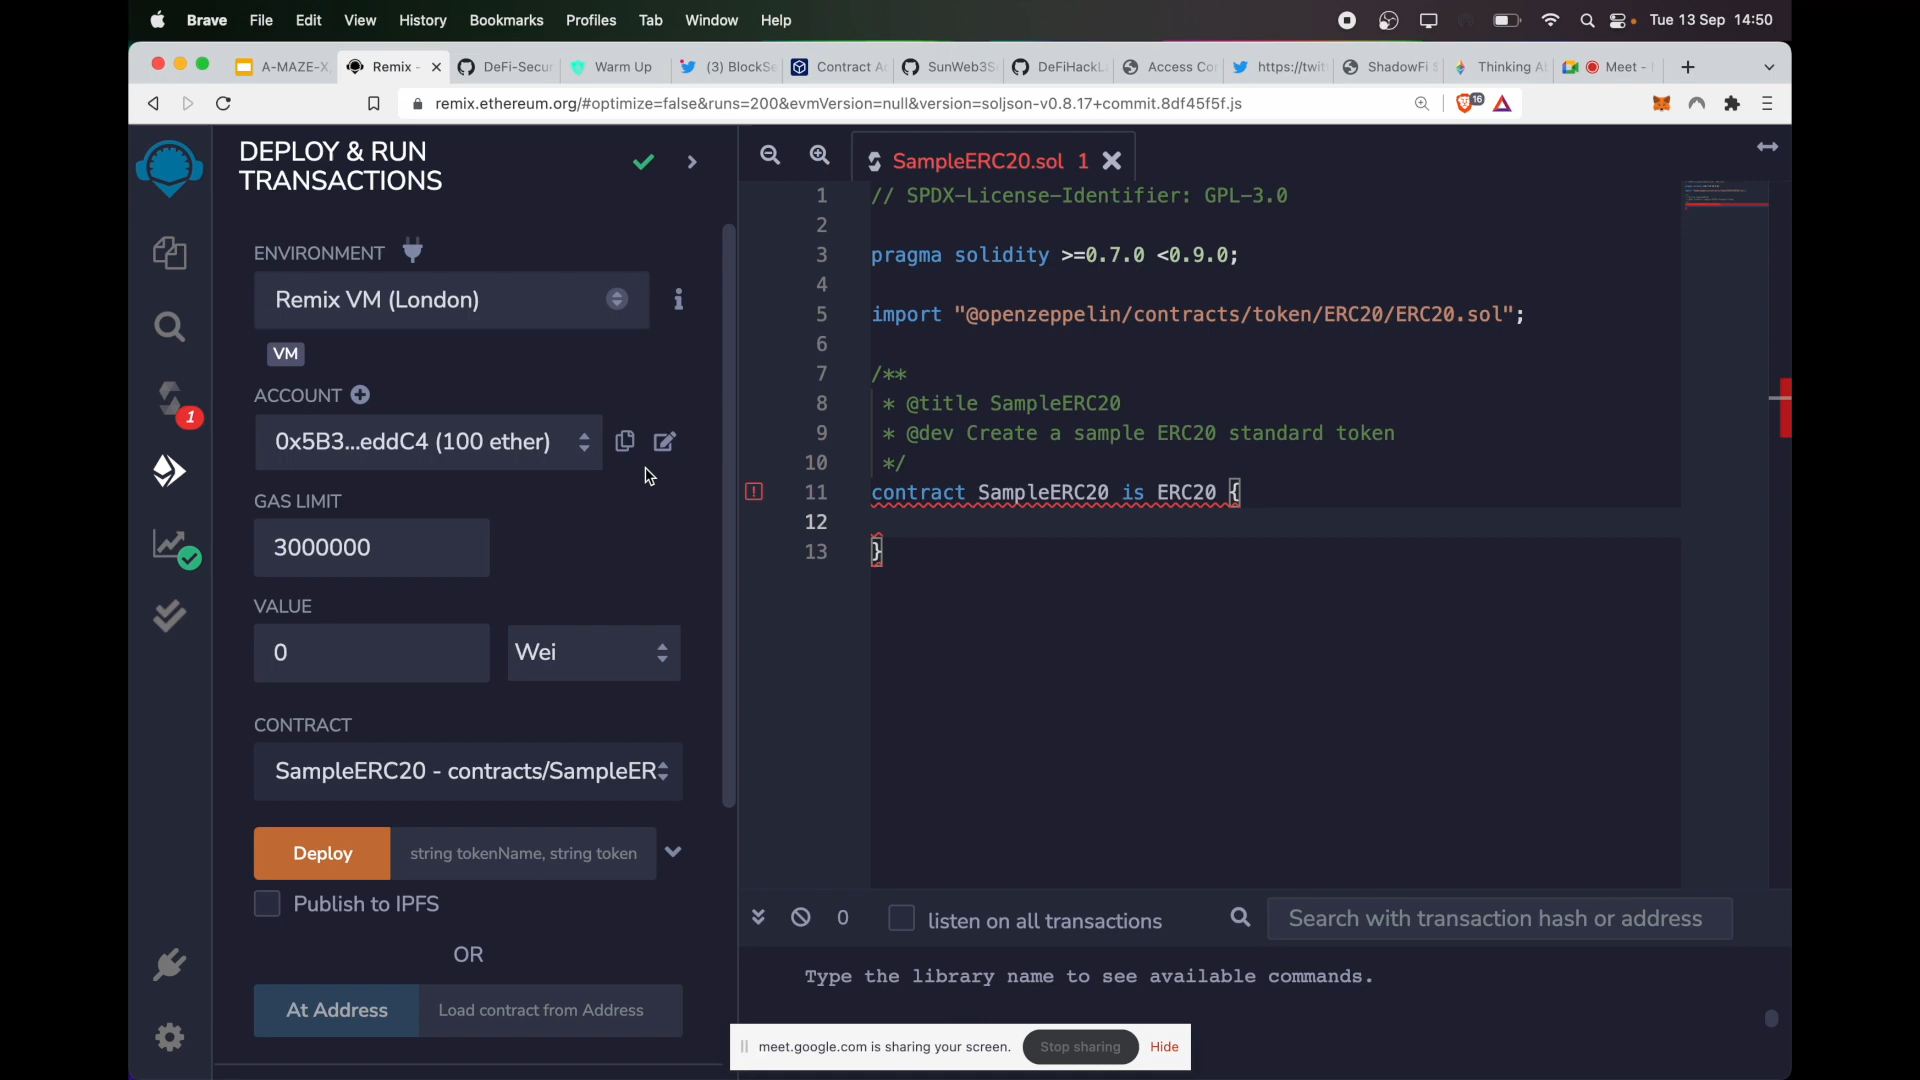 Brave File Edit View History Bookmarks Profiles Tab Window Help Tue 13 Sep 14:50
A-MAZE-X Remix - DeFi-Secur Warm Up (3) BlockSe Contract Ad SunWeb3S DeFiHackL Access Con https://twitt ShadowFi S Thinking A Meet -
remix.ethereum.org/#optimize=false&runs=200&evmVersion=null&version=soljson-v0.8.17+commit.8df45f5f.js 16
DEPLOY & RUN
TRANSACTIONS
ENVIRONMENT
Remix VM (London)
VM
ACCOUNT
0x5B3...eddC4 (100 ether)
1
GAS LIMIT
3000000
VALUE
0 Wei
CONTRACT
SampleERC20 - contracts/SampleER
Deploy string tokenName, string token
Publish to IPFS
OR
At Address Load contract from Address
SampleERC20.sol 1
1 // SPDX-License-Identifier: GPL-3.0
2
3 pragma solidity >=0.7.0 <0.9.0;
4
5 import "@openzeppelin/contracts/token/ERC20/ERC20.sol";
6
7 /**
8 * @title SampleERC20
9 * @dev Create a sample ERC20 standard token
10 */
11 contract SampleERC20 is ERC20 {
12
13 }
0 listen on all transactions Search with transaction hash or address
Type the library name to see available commands.
meet.google.com is sharing your screen. Stop sharing Hide